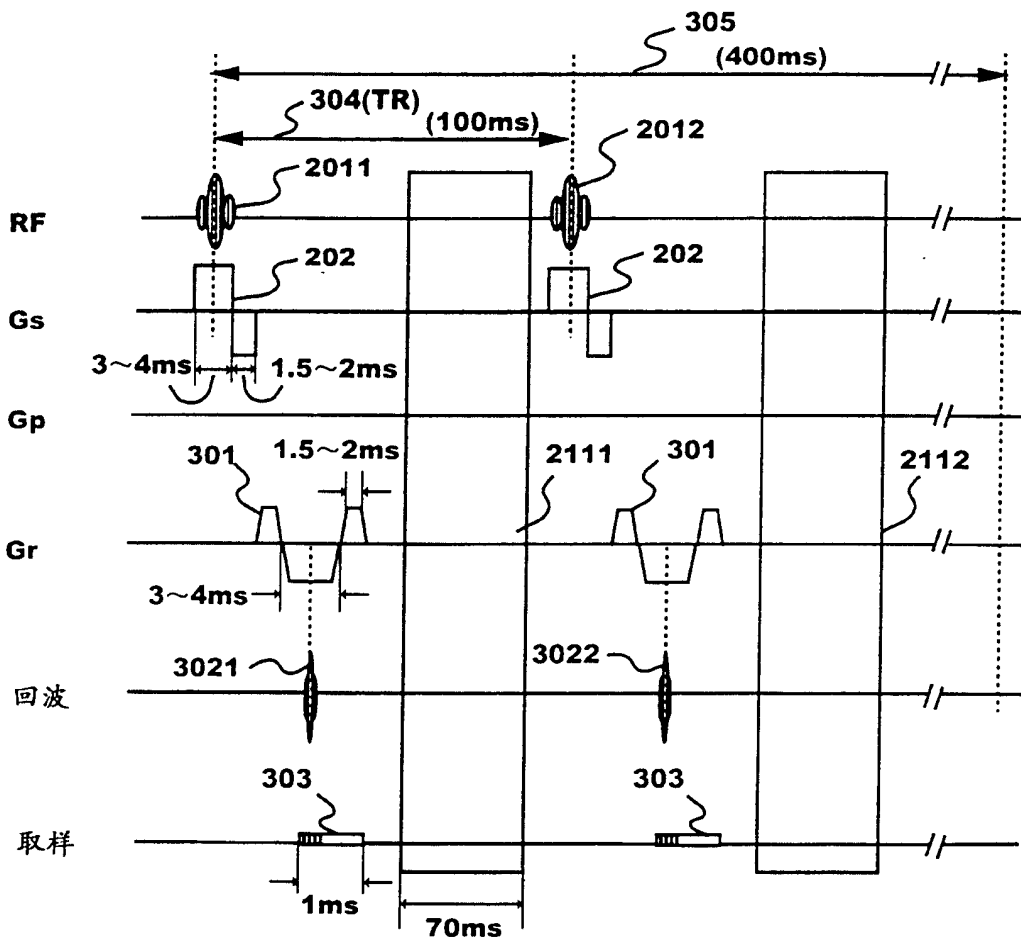 305
(400ms)
304(TR)
(100ms)
2011
2012
RF
202
202
Gs
3～4ms
1.5～2ms
Gp
301
1.5～2ms
2111
301
2112
Gr
3～4ms
3021
3022
回波
303
303
取样
1ms
70ms